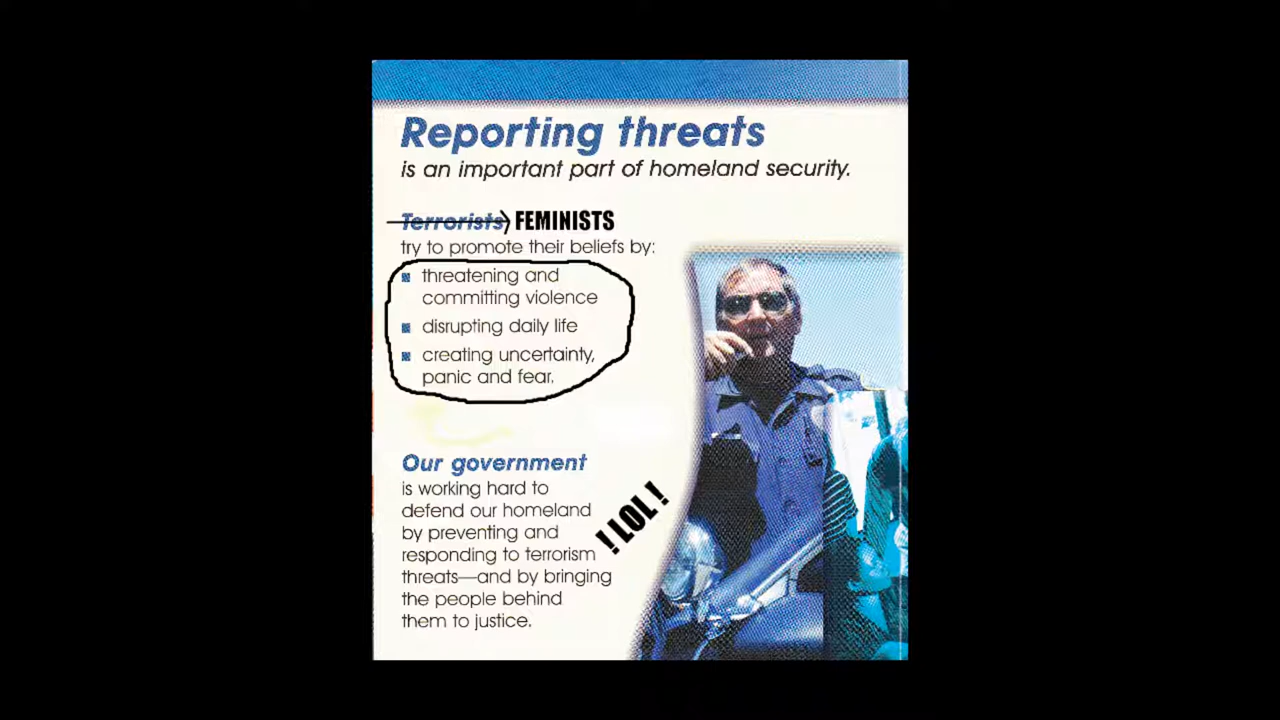 Reporting threats
is an important part of homeland security.
Terrorists FEMINISTS
try to promote their beliefs by:
threatening and
committing violence
disrupting daily life
creating uncertainty,
panic and fear.
Our government
is working hard to
defend our homeland
by preventing and
responding to terrorism
threats—and by bringing
the people behind
them to justice.
! LOL !